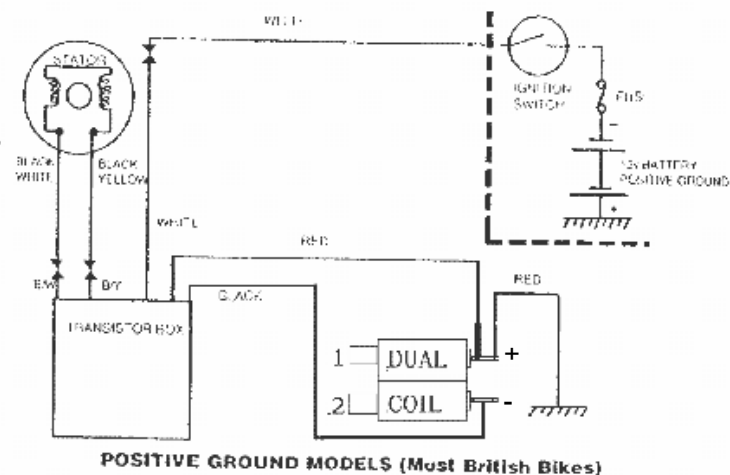 WHITE
STATOR
IGNITION
SWITCH
FUSE
BLACK
WHITE
BLACK
YELLOW
12v BATTERY
POSITIVE GROUND
WHITE
RED
B/W
B/Y
BLACK
RED
TRANSISTOR BOX
1
DUAL
+
2
COIL
-
POSITIVE GROUND MODELS (Most British Bikes)